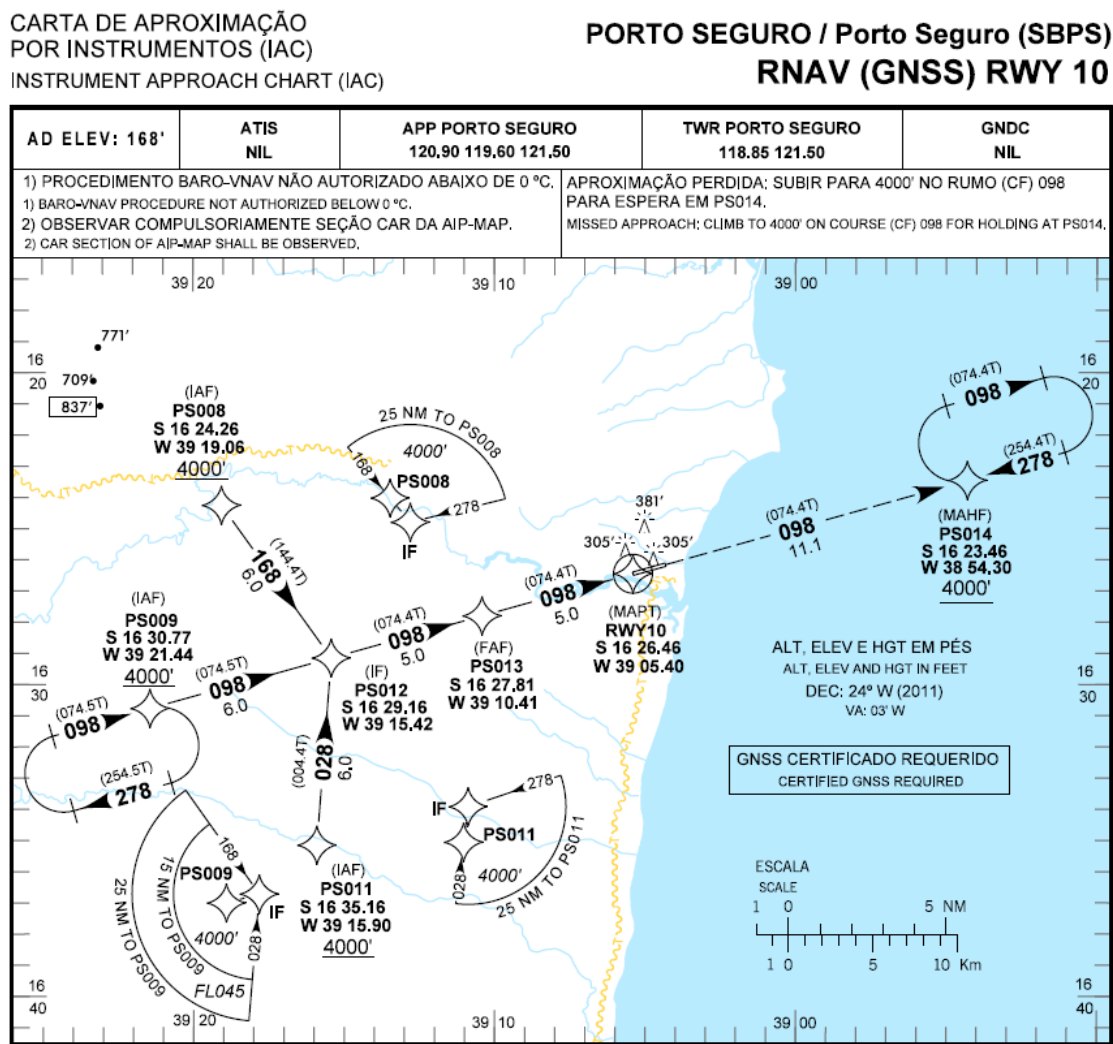 CARTA DE APROXIMAÇÃO
POR INSTRUMENTOS (IAC)
INSTRUMENT APPROACH CHART (IAC)
PORTO SEGURO / Porto Seguro (SBPS)
RNAV (GNSS) RWY 10
AD ELEV: 168'
ATIS
NIL
APP PORTO SEGURO
120,90 119,60 121,50
TWR PORTO SEGURO
118.85 121.50
GNDC
NIL
1) PROCEDIMENTO BARO-VNAV NÃO AUTORIZADO ABAIXO DE 0 ºC.
1) BARO-VNAV PROCEDURE NOT AUTHORIZED BELOW 0 ºC.
2) OBSERVAR COMPULSORIAMENTE SEÇÃO CAR DA AIP-MAP.
2) CAR SECTION OF AIP-MAP SHALL BE OBSERVED.
APROXIMAÇÃO PERDIDA: SUBIR PARA 4000' NO RUMO (CF) 098
PARA ESPERA EM PS014.
MISSED APPROACH: CLIMB TO 4000' ON COURSE (CF) 098 FOR HOLDING AT PS014.
39 20
39 10
39 00
771'
709'
837'
16
20
16
20
(IAF)
PS008
S 16 24.26
W 39 19.06
4000'
25 NM TO PS008
4000'
168
PS008
278
IF
(074.4T)
098
(254.4T)
278
(MAHF)
PS014
S 16 23.46
W 38 54.30
4000'
381'
305'
305'
(074.4T)
098
11.1
(144.4T)
168
6.0
(074.4T)
098
5.0
(MAPT)
RWY10
S 16 26.46
W 39 05.40
(074.4T)
098
5.0
(FAF)
PS013
S 16 27.81
W 39 10.41
(IAF)
PS009
S 16 30.77
W 39 21.44
4000'
(074.5T)
098
6.0
(IF)
PS012
S 16 29.16
W 39 15.42
16
30
16
30
(074.5T)
098
(254.5T)
278
(004.4T)
028
6.0
ALT, ELEV E HGT EM PÉS
ALT, ELEV AND HGT IN FEET
DEC: 24º W (2011)
VA: 03' W
GNSS CERTIFICADO REQUERIDO
CERTIFIED GNSS REQUIRED
278
IF
PS011
4000'
028
25 NM TO PS011
(IAF)
PS011
S 16 35.16
W 39 15.90
4000'
168
PS009
IF
4000'
028
15 NM TO PS009
25 NM TO PS009
FL045
ESCALA
SCALE
1 0 5 NM
1 0 5 10 Km
16
40
16
40
39 20
39 10
39 00